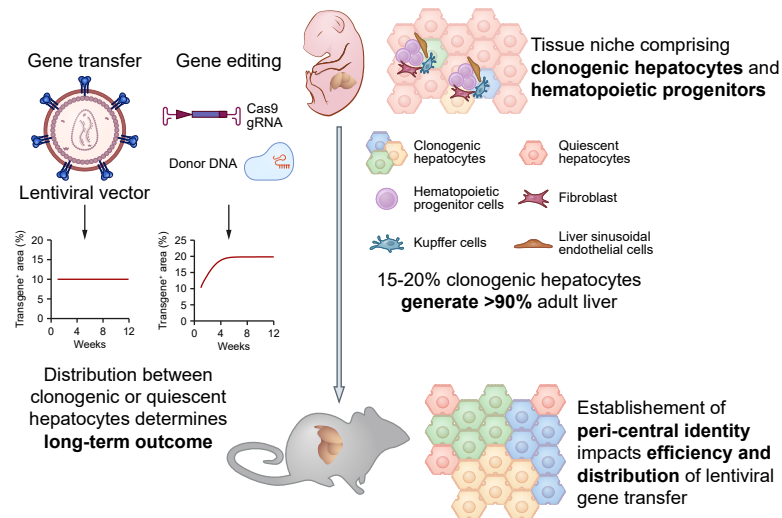 Gene transfer
Gene editing
Cas9
gRNA
Donor DNA
Lentiviral vector
Transgene⁺ area (%)
20
15
10
5
0
0
4
8
12
Weeks
Transgene⁺ area (%)
25
20
15
10
5
0
0
4
8
12
Weeks
Distribution between
clonogenic or quiescent
hepatocytes determines
long-term outcome
Tissue niche comprising
clonogenic hepatocytes and
hematopoietic progenitors
Clonogenic
hepatocytes
Quiescent
hepatocytes
Hematopoietic
progenitor cells
Fibroblast
Kupffer cells
Liver sinusoidal
endothelial cells
15-20% clonogenic hepatocytes
generate >90% adult liver
Establishement of
peri-central identity
impacts efficiency and
distribution of lentiviral
gene transfer